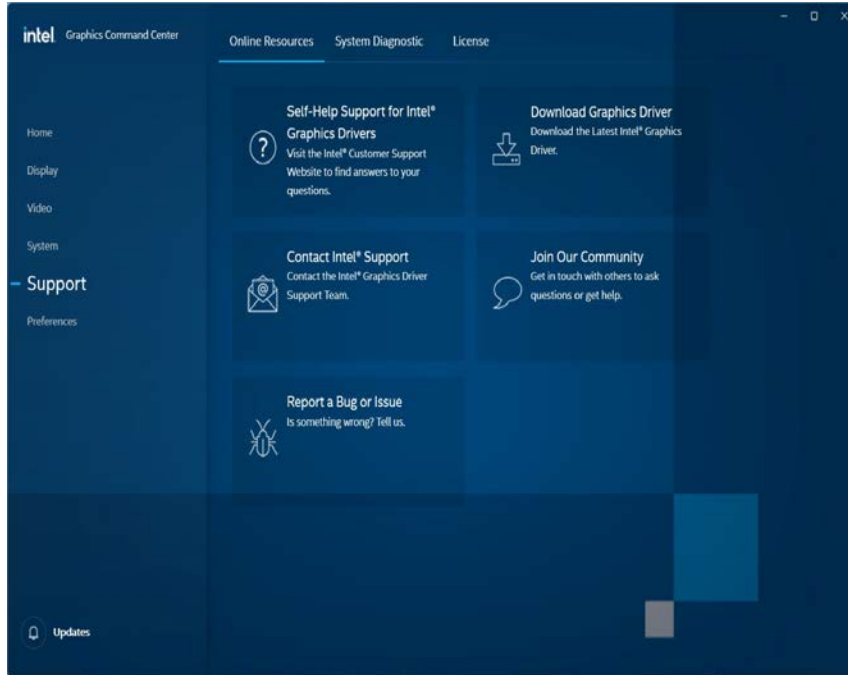 intel Graphics Command Center
Online Resources System Diagnostic License
Home
Display
Video
System
Support
Preferences
Self-Help Support for Intel®
Graphics Drivers
Visit the Intel® Customer Support
Website to find answers to your
questions.
Download Graphics Driver
Download the Latest Intel® Graphics
Driver.
Contact Intel® Support
Contact the Intel® Graphics Driver
Support Team.
Join Our Community
Get in touch with others to ask
questions or get help.
Report a Bug or Issue
Is something wrong? Tell us.
Updates